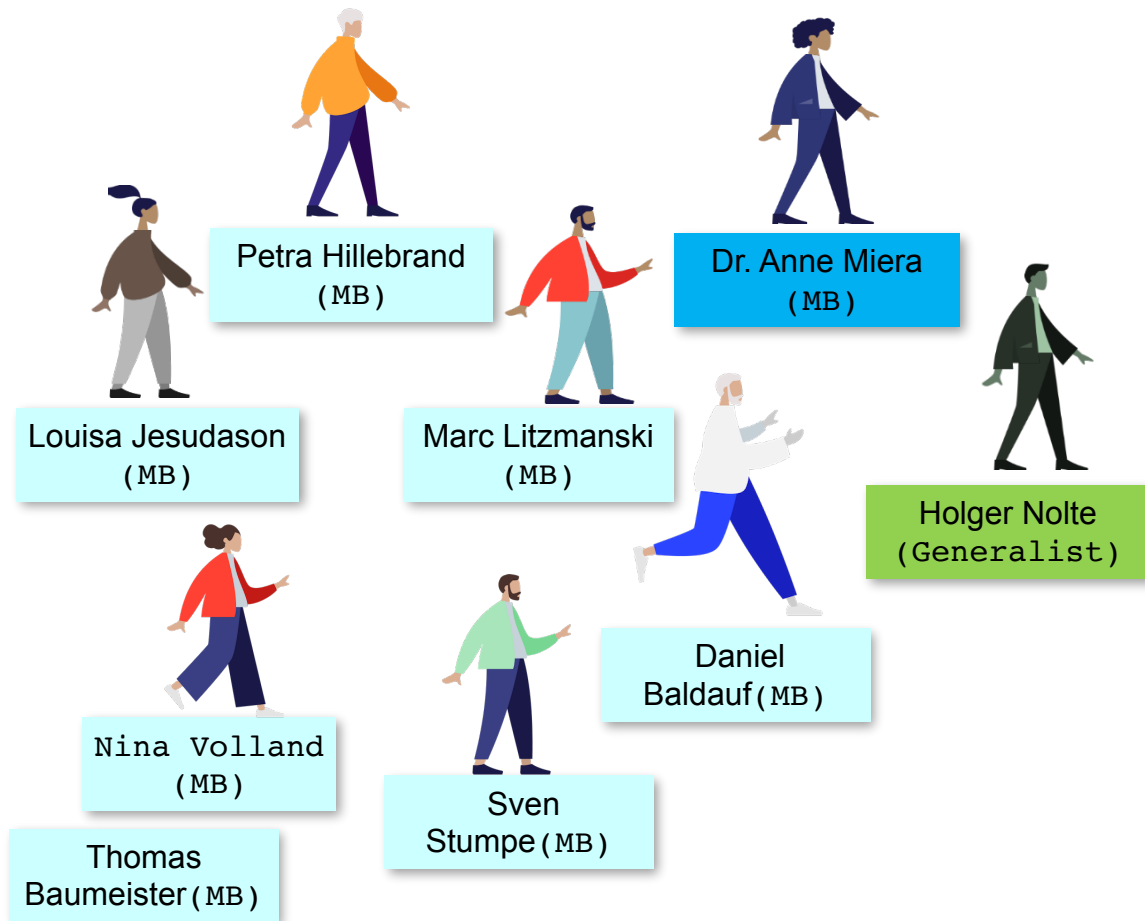 Petra Hillebrand
(MB)
Dr. Anne Miera
(MB)
Louisa Jesudason
(MB)
Marc Litzmanski
(MB)
Holger Nolte
(Generalist)
Daniel
Baldauf(MB)
Nina Volland
(MB)
Sven
Stumpe(MB)
Thomas
Baumeister(MB)